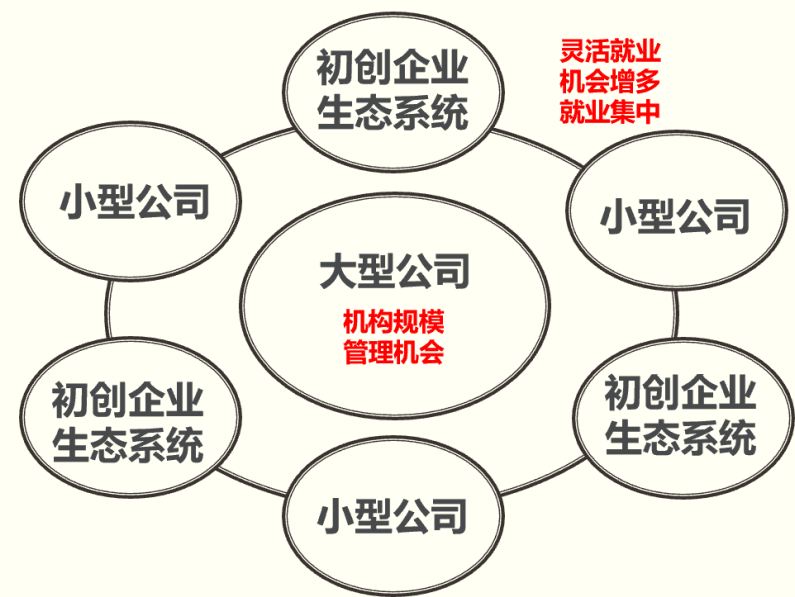 初创企业
生态系统
灵活就业
机会增多
就业集中
小型公司
小型公司
大型公司
机构规模
管理机会
初创企业
生态系统
初创企业
生态系统
小型公司